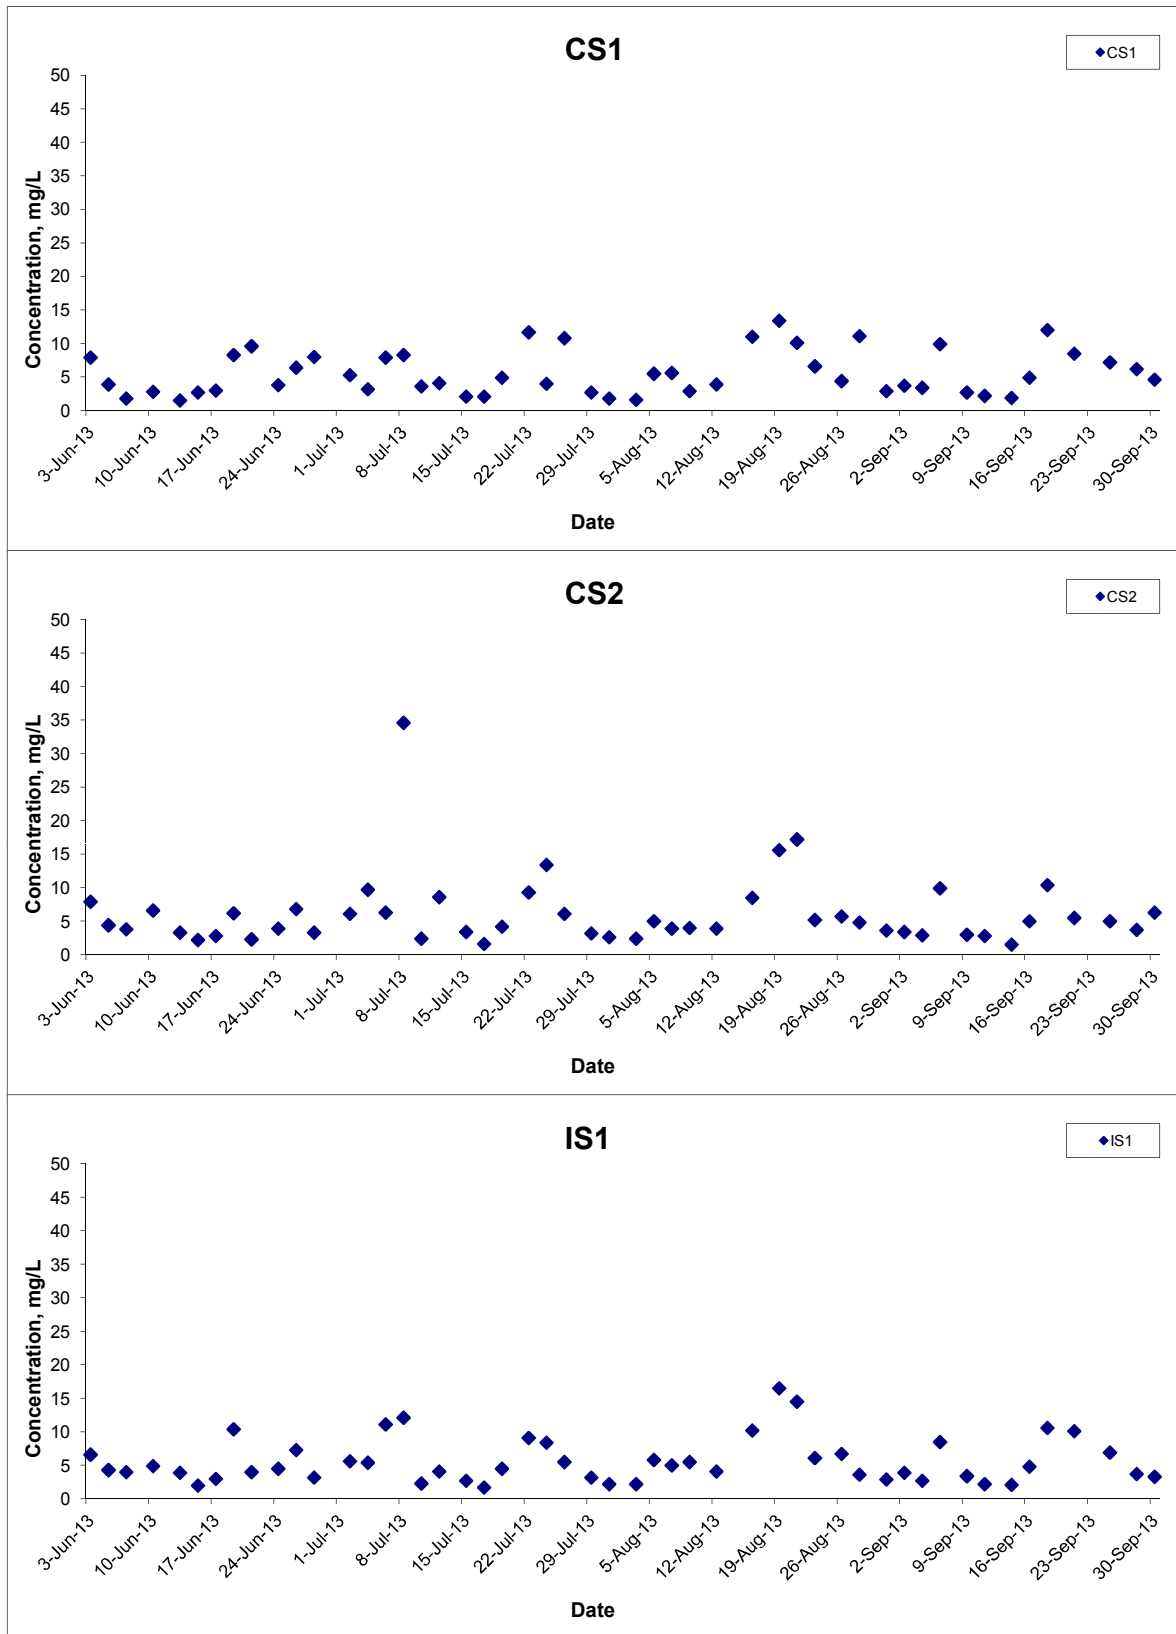 CS1
CS1
Concentration, mg/L
50
45
40
35
30
25
20
15
10
5
0
3-Jun-13
10-Jun-13
17-Jun-13
24-Jun-13
1-Jul-13
8-Jul-13
15-Jul-13
22-Jul-13
29-Jul-13
5-Aug-13
12-Aug-13
19-Aug-13
26-Aug-13
2-Sep-13
9-Sep-13
16-Sep-13
23-Sep-13
30-Sep-13
Date
CS2
CS2
Concentration, mg/L
50
45
40
35
30
25
20
15
10
5
0
3-Jun-13
10-Jun-13
17-Jun-13
24-Jun-13
1-Jul-13
8-Jul-13
15-Jul-13
22-Jul-13
29-Jul-13
5-Aug-13
12-Aug-13
19-Aug-13
26-Aug-13
2-Sep-13
9-Sep-13
16-Sep-13
23-Sep-13
30-Sep-13
Date
IS1
IS1
Concentration, mg/L
50
45
40
35
30
25
20
15
10
5
0
3-Jun-13
10-Jun-13
17-Jun-13
24-Jun-13
1-Jul-13
8-Jul-13
15-Jul-13
22-Jul-13
29-Jul-13
5-Aug-13
12-Aug-13
19-Aug-13
26-Aug-13
2-Sep-13
9-Sep-13
16-Sep-13
23-Sep-13
30-Sep-13
Date